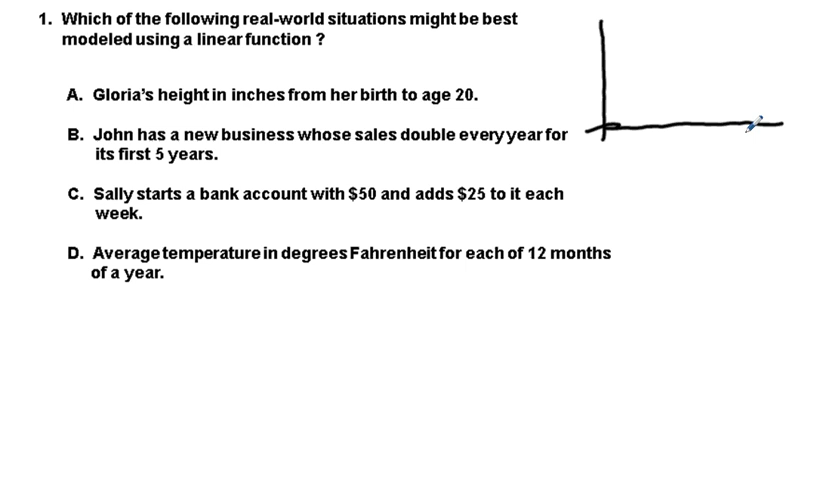 1. Which of the following real-world situations might be best
modeled using a linear function ?
A. Gloria's height in inches from her birth to age 20.
B. John has a new business whose sales double every year for
its first 5 years.
C. Sally starts a bank account with $50 and adds $25 to it each
week.
D. Average temperature in degrees Fahrenheit for each of 12 months
of a year.